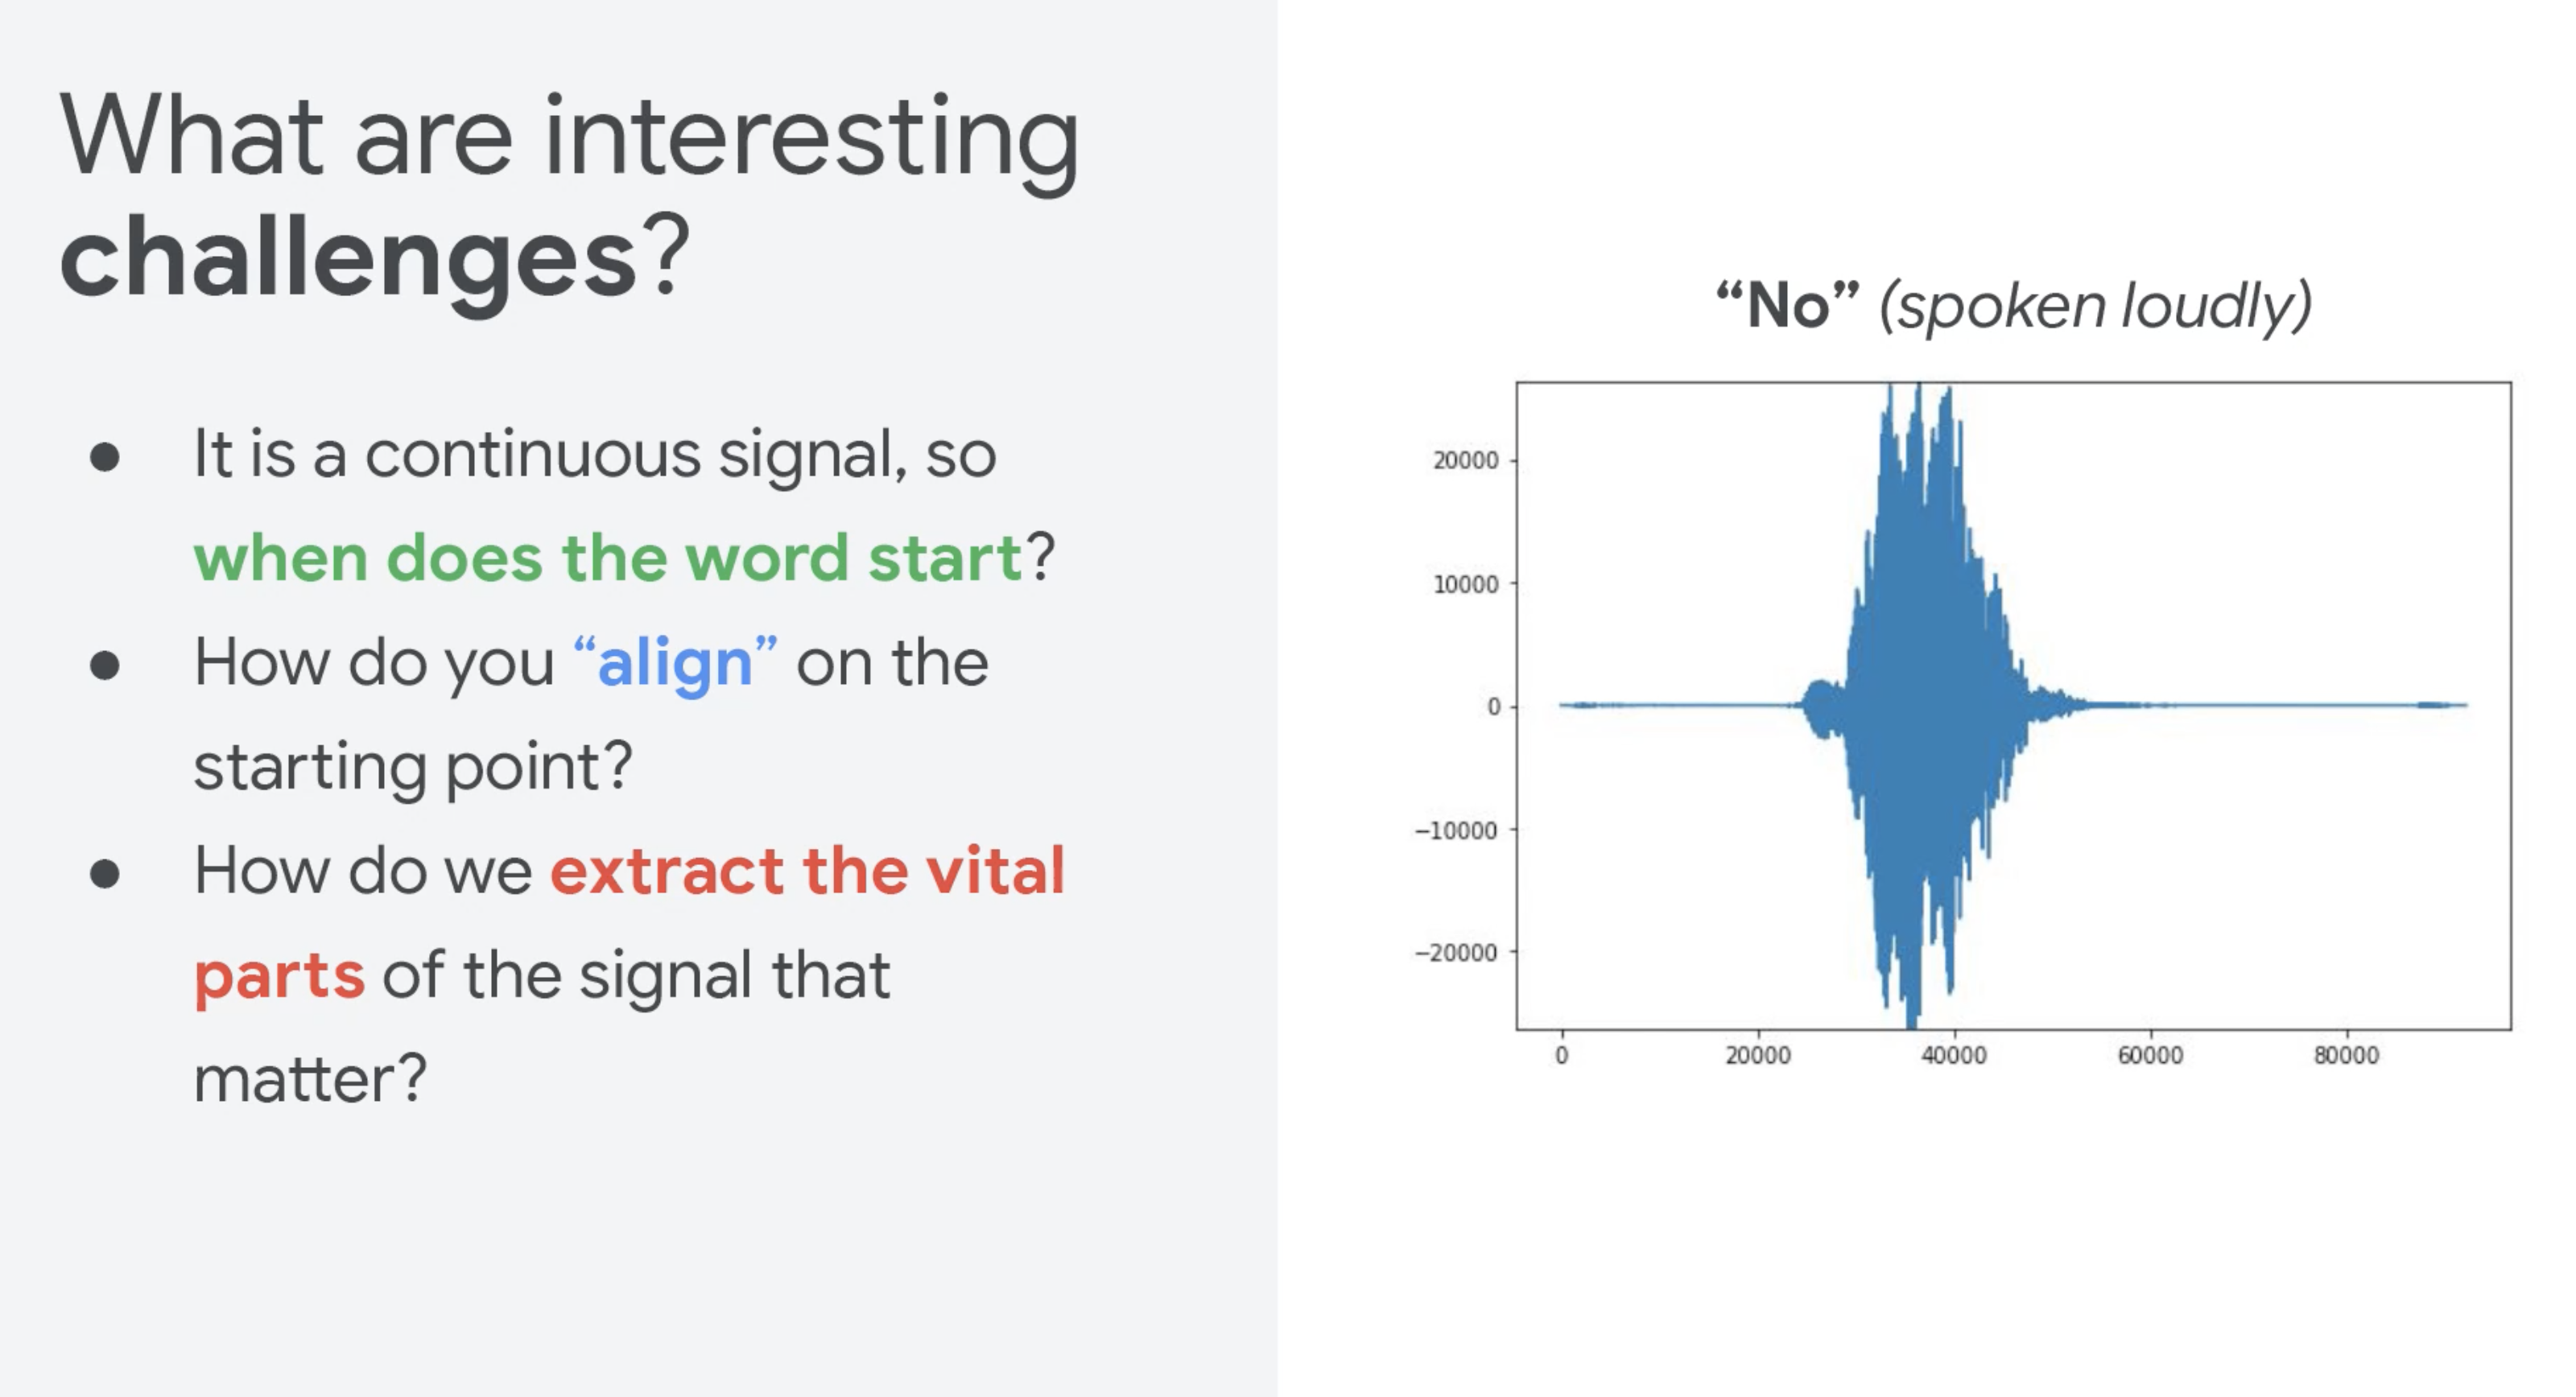 What are interesting
challenges?
● It is a continuous signal, so
when does the word start?
● How do you “align” on the
starting point?
● How do we extract the vital
parts of the signal that
matter?
“No” (spoken loudly)
20000
10000
0
−10000
−20000
0 20000 40000 60000 80000